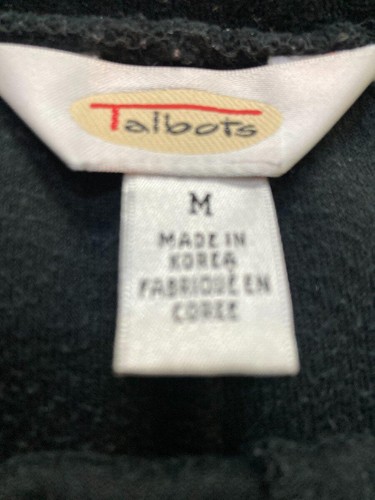 Talbots
M
MADE IN
KOREA
FABRIQUÉ EN
COREE